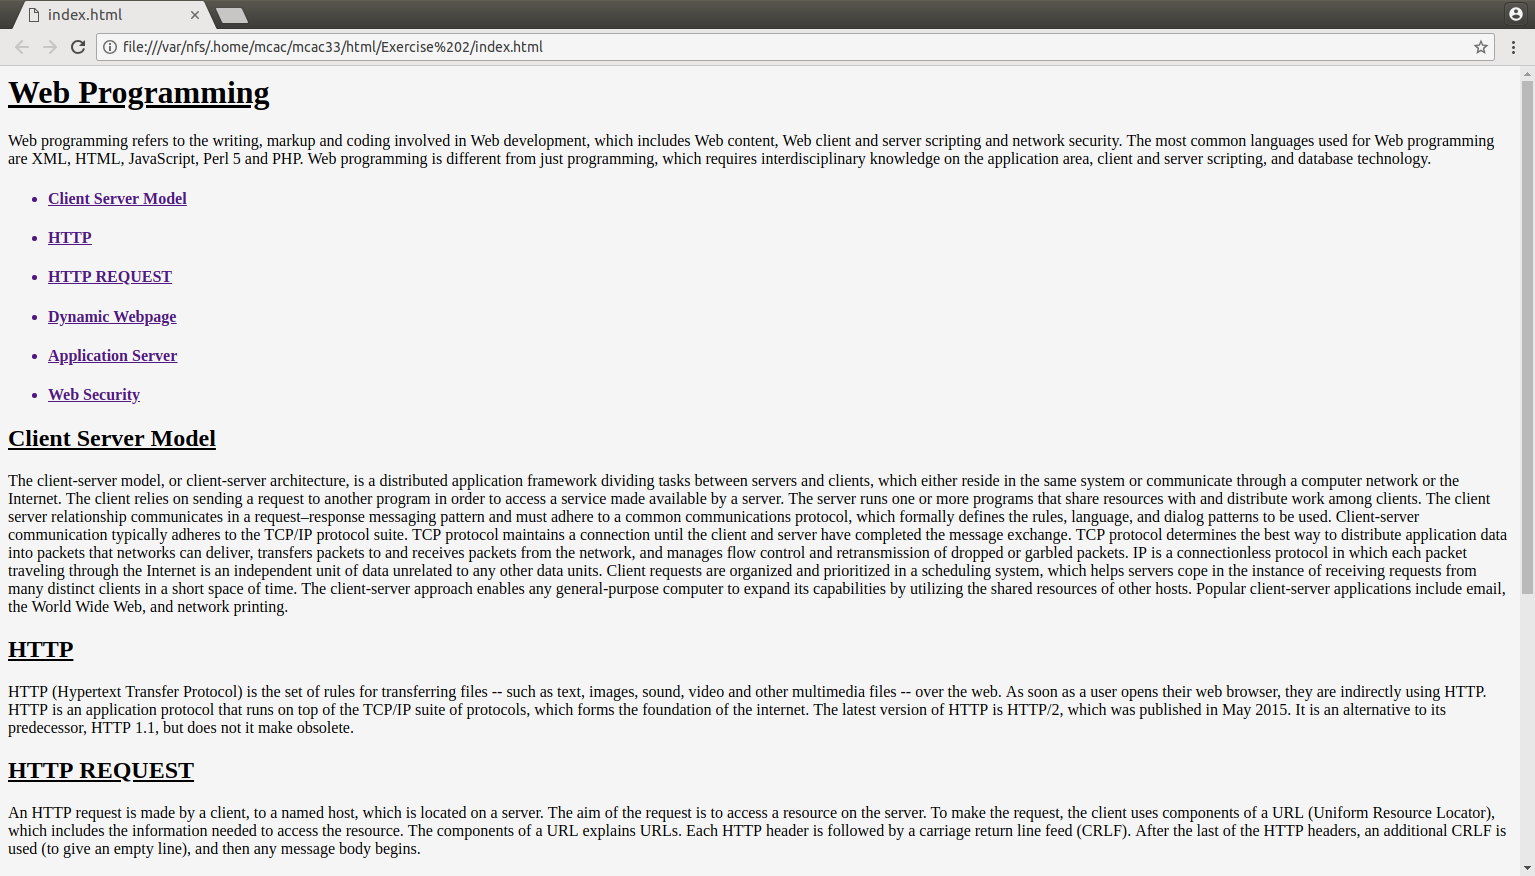 index.html
file:///var/nfs/.home/mcac/mcac33/html/Exercise%202/index.html
Web Programming
Web programming refers to the writing, markup and coding involved in Web development, which includes Web content, Web client and server scripting and network security. The most common languages used for Web programming
are XML, HTML, JavaScript, Perl 5 and PHP. Web programming is different from just programming, which requires interdisciplinary knowledge on the application area, client and server scripting, and database technology.
• Client Server Model
• HTTP
• HTTP REQUEST
• Dynamic Webpage
• Application Server
• Web Security
Client Server Model
The client-server model, or client-server architecture, is a distributed application framework dividing tasks between servers and clients, which either reside in the same system or communicate through a computer network or the
Internet. The client relies on sending a request to another program in order to access a service made available by a server. The server runs one or more programs that share resources with and distribute work among clients. The client
server relationship communicates in a request–response messaging pattern and must adhere to a common communications protocol, which formally defines the rules, language, and dialog patterns to be used. Client-server
communication typically adheres to the TCP/IP protocol suite. TCP protocol maintains a connection until the client and server have completed the message exchange. TCP protocol determines the best way to distribute application data
into packets that networks can deliver, transfers packets to and receives packets from the network, and manages flow control and retransmission of dropped or garbled packets. IP is a connectionless protocol in which each packet
traveling through the Internet is an independent unit of data unrelated to any other data units. Client requests are organized and prioritized in a scheduling system, which helps servers cope in the instance of receiving requests from
many distinct clients in a short space of time. The client-server approach enables any general-purpose computer to expand its capabilities by utilizing the shared resources of other hosts. Popular client-server applications include email,
the World Wide Web, and network printing.
HTTP
HTTP (Hypertext Transfer Protocol) is the set of rules for transferring files -- such as text, images, sound, video and other multimedia files -- over the web. As soon as a user opens their web browser, they are indirectly using HTTP.
HTTP is an application protocol that runs on top of the TCP/IP suite of protocols, which forms the foundation of the internet. The latest version of HTTP is HTTP/2, which was published in May 2015. It is an alternative to its
predecessor, HTTP 1.1, but does not it make obsolete.
HTTP REQUEST
An HTTP request is made by a client, to a named host, which is located on a server. The aim of the request is to access a resource on the server. To make the request, the client uses components of a URL (Uniform Resource Locator),
which includes the information needed to access the resource. The components of a URL explains URLs. Each HTTP header is followed by a carriage return line feed (CRLF). After the last of the HTTP headers, an additional CRLF is
used (to give an empty line), and then any message body begins.